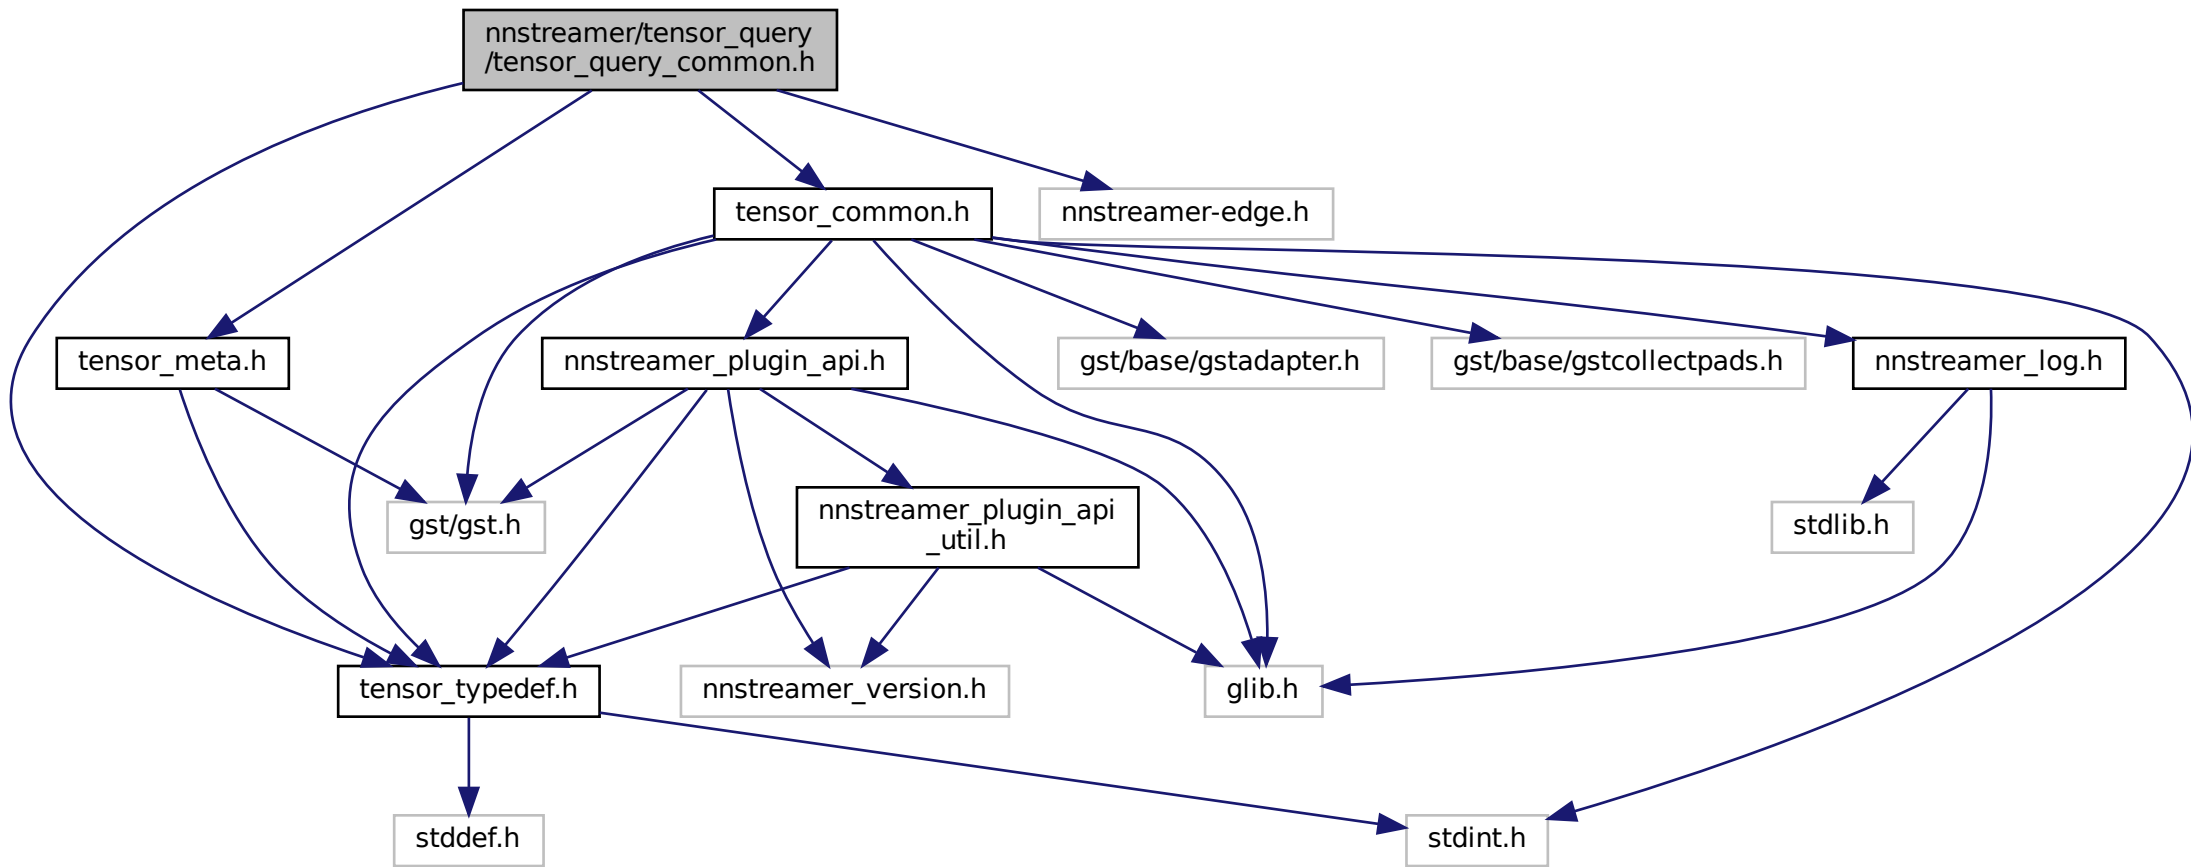 nnstreamer/tensor_query
/tensor_query_common.h
tensor_common.h
nnstreamer-edge.h
tensor_meta.h
nnstreamer_plugin_api.h
gst/base/gstadapter.h
gst/base/gstcollectpads.h
nnstreamer_log.h
gst/gst.h
nnstreamer_plugin_api
_util.h
stdlib.h
tensor_typedef.h
nnstreamer_version.h
glib.h
stddef.h
stdint.h